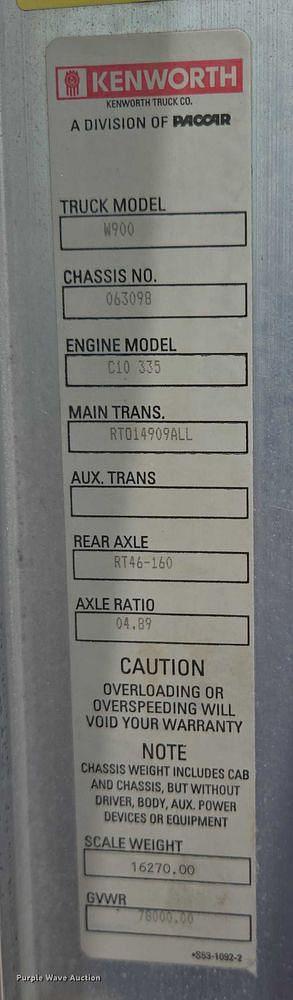 KENWORTH
KENWORTH TRUCK CO.
A DIVISION OF PACCAR
TRUCK MODEL
W900
CHASSIS NO.
063098
ENGINE MODEL
C10 335
MAIN TRANS.
RTO14909ALL
AUX. TRANS
REAR AXLE
RT46-160
AXLE RATIO
04.89
CAUTION
OVERLOADING OR
OVERSPEEDING WILL
VOID YOUR WARRANTY
NOTE
CHASSIS WEIGHT INCLUDES CAB
AND CHASSIS, BUT WITHOUT
DRIVER, BODY, AUX. POWER
DEVICES OR EQUIPMENT
SCALE WEIGHT
16270.00
GVWR
78000.00
*S53-1092-2
Purple Wave Auction